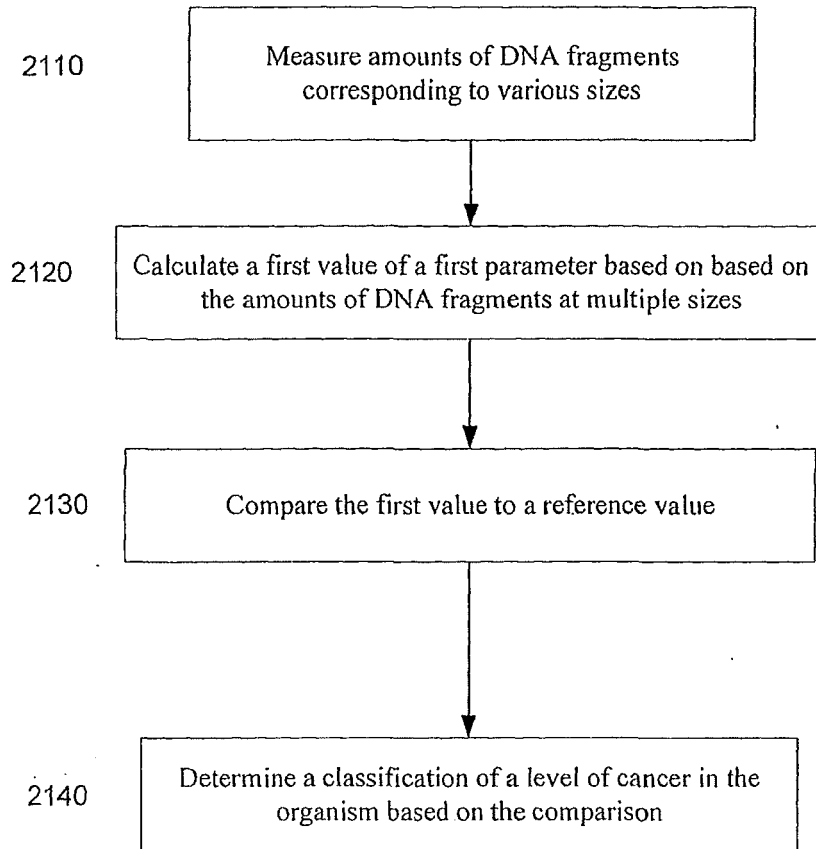 2110
Measure amounts of DNA fragments
corresponding to various sizes
2120
Calculate a first value of a first parameter based on based on
the amounts of DNA fragments at multiple sizes
2130
Compare the first value to a reference value
2140
Determine a classification of a level of cancer in the
organism based on the comparison